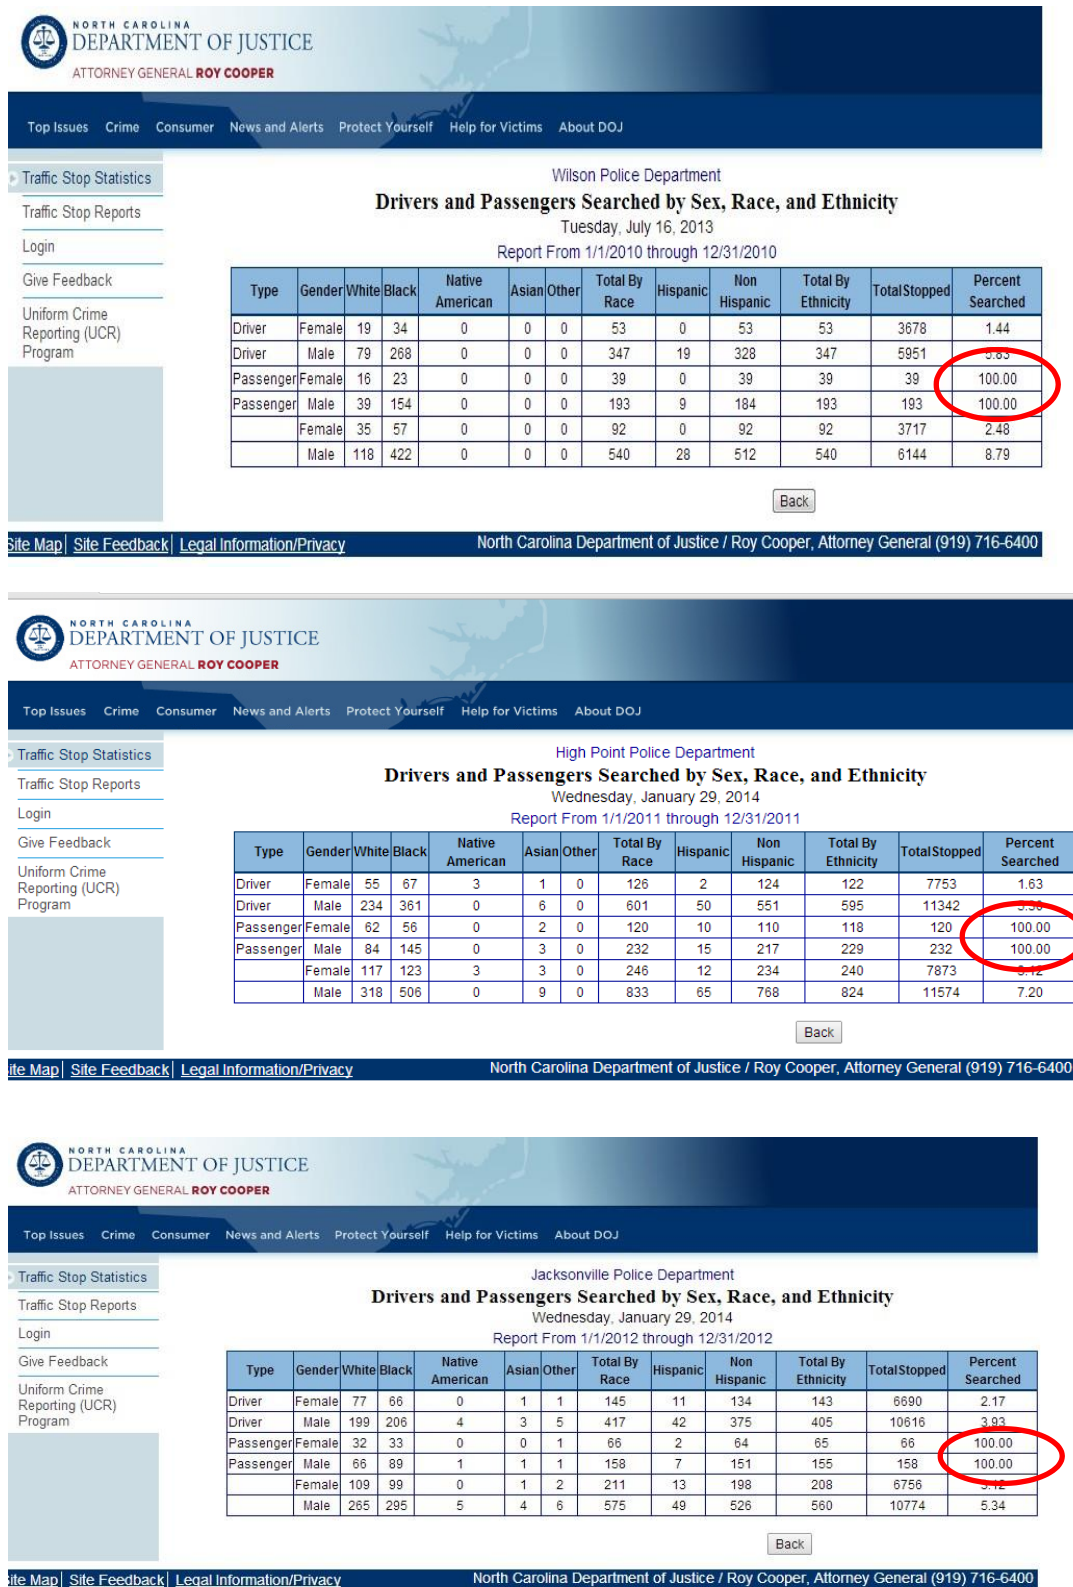 NORTH CAROLINA
DEPARTMENT OF JUSTICE
ATTORNEY GENERAL ROY COOPER
Top Issues Crime Consumer News and Alerts Protect Yourself Help for Victims About DOJ
Traffic Stop Statistics
Traffic Stop Reports
Login
Give Feedback
Uniform Crime
Reporting (UCR)
Program
Wilson Police Department
Drivers and Passengers Searched by Sex, Race, and Ethnicity
Tuesday, July 16, 2013
Report From 1/1/2010 through 12/31/2010
Type Gender White Black Native American Asian Other Total By Race Hispanic Non Hispanic Total By Ethnicity TotalStopped Percent Searched
Driver Female 19 34 0 0 0 53 0 53 53 3678 1.44
Driver Male 79 268 0 0 0 347 19 328 347 5951 5.83
Passenger Female 16 23 0 0 0 39 0 39 39 39 100.00
Passenger Male 39 154 0 0 0 193 9 184 193 193 100.00
Female 35 57 0 0 0 92 0 92 92 3717 2.48
Male 118 422 0 0 0 540 28 512 540 6144 8.79
Back
Site Map| Site Feedback| Legal Information/Privacy North Carolina Department of Justice / Roy Cooper, Attorney General (919) 716-6400
NORTH CAROLINA
DEPARTMENT OF JUSTICE
ATTORNEY GENERAL ROY COOPER
Top Issues Crime Consumer News and Alerts Protect Yourself Help for Victims About DOJ
Traffic Stop Statistics
Traffic Stop Reports
Login
Give Feedback
Uniform Crime
Reporting (UCR)
Program
High Point Police Department
Drivers and Passengers Searched by Sex, Race, and Ethnicity
Wednesday, January 29, 2014
Report From 1/1/2011 through 12/31/2011
Type Gender White Black Native American Asian Other Total By Race Hispanic Non Hispanic Total By Ethnicity TotalStopped Percent Searched
Driver Female 55 67 3 1 0 126 2 124 122 7753 1.63
Driver Male 234 361 0 6 0 601 50 551 595 11342 5.30
Passenger Female 62 56 0 2 0 120 10 110 118 120 100.00
Passenger Male 84 145 0 3 0 232 15 217 229 232 100.00
Female 117 123 3 3 0 246 12 234 240 7873 3.12
Male 318 506 0 9 0 833 65 768 824 11574 7.20
Back
ite Map| Site Feedback| Legal Information/Privacy North Carolina Department of Justice / Roy Cooper, Attorney General (919) 716-6400
NORTH CAROLINA
DEPARTMENT OF JUSTICE
ATTORNEY GENERAL ROY COOPER
Top Issues Crime Consumer News and Alerts Protect Yourself Help for Victims About DOJ
Traffic Stop Statistics
Traffic Stop Reports
Login
Give Feedback
Uniform Crime
Reporting (UCR)
Program
Jacksonville Police Department
Drivers and Passengers Searched by Sex, Race, and Ethnicity
Wednesday, January 29, 2014
Report From 1/1/2012 through 12/31/2012
Type Gender White Black Native American Asian Other Total By Race Hispanic Non Hispanic Total By Ethnicity TotalStopped Percent Searched
Driver Female 77 66 0 1 1 145 11 134 143 6690 2.17
Driver Male 199 206 4 3 5 417 42 375 405 10616 3.93
Passenger Female 32 33 0 0 1 66 2 64 65 66 100.00
Passenger Male 66 89 1 1 1 158 7 151 155 158 100.00
Female 109 99 0 1 2 211 13 198 208 6756 3.12
Male 265 295 5 4 6 575 49 526 560 10774 5.34
Back
ite Map| Site Feedback| Legal Information/Privacy North Carolina Department of Justice / Roy Cooper, Attorney General (919) 716-6400